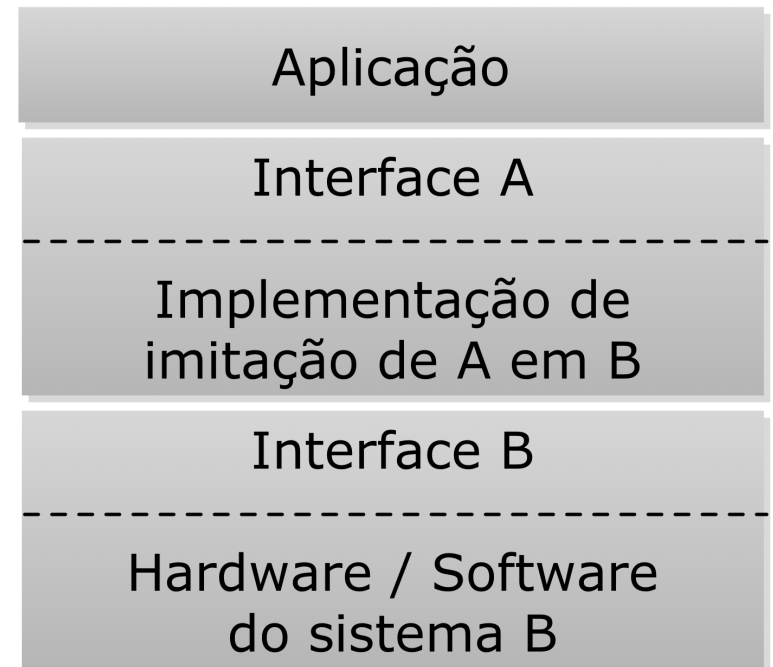 Aplicação
Interface A
Implementação de
imitação de A em B
Interface B
Hardware / Software
do sistema B